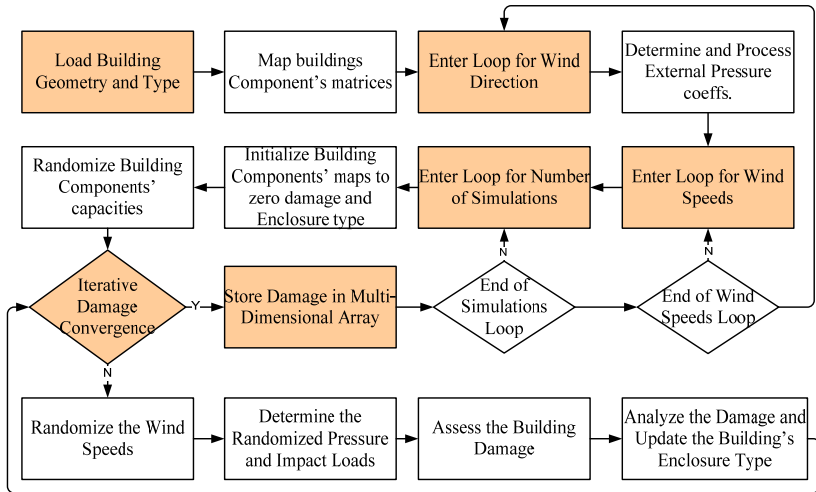 Load Building
Geometry and Type
Map buildings
Component's matrices
Enter Loop for Wind
Direction
Determine and Process
External Pressure
coeffs.
Randomize Building
Components'
capacities
Initialize Building
Components' maps to
zero damage and
Enclosure type
Enter Loop for Number
of Simulations
Enter Loop for Wind
Speeds
N
N
Iterative
Damage
Convergence
Y
Store Damage in Multi-
Dimensional Array
End of
Simulations
Loop
End of Wind
Speeds Loop
N
Randomize the Wind
Speeds
Determine the
Randomized Pressure
and Impact Loads
Assess the Building
Damage
Analyze the Damage and
Update the Building's
Enclosure Type